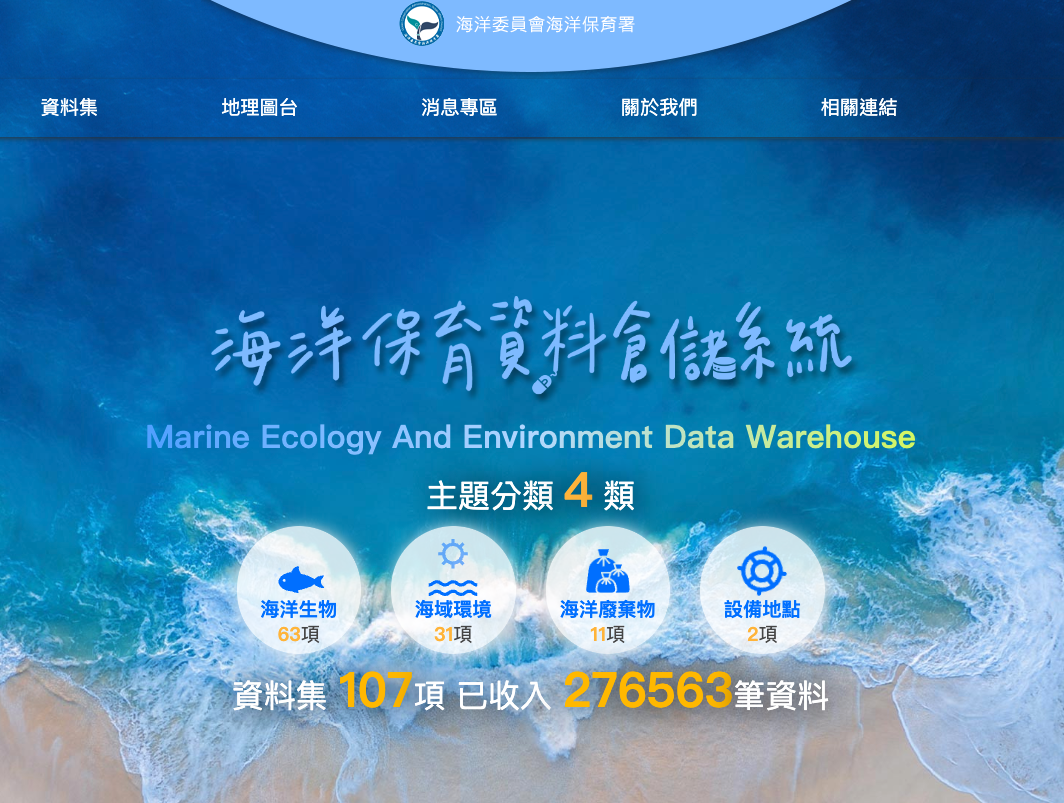 海洋委員會海洋保育署
資料集 地理圖台 消息專區 關於我們 相關連結
海洋保育資料倉儲系統
Marine Ecology And Environment Data Warehouse
主題分類 4 類
海洋生物 海域環境 海洋廢棄物 設備地點
63項 31項 11項 2項
資料集 107項 已收入 276563筆資料